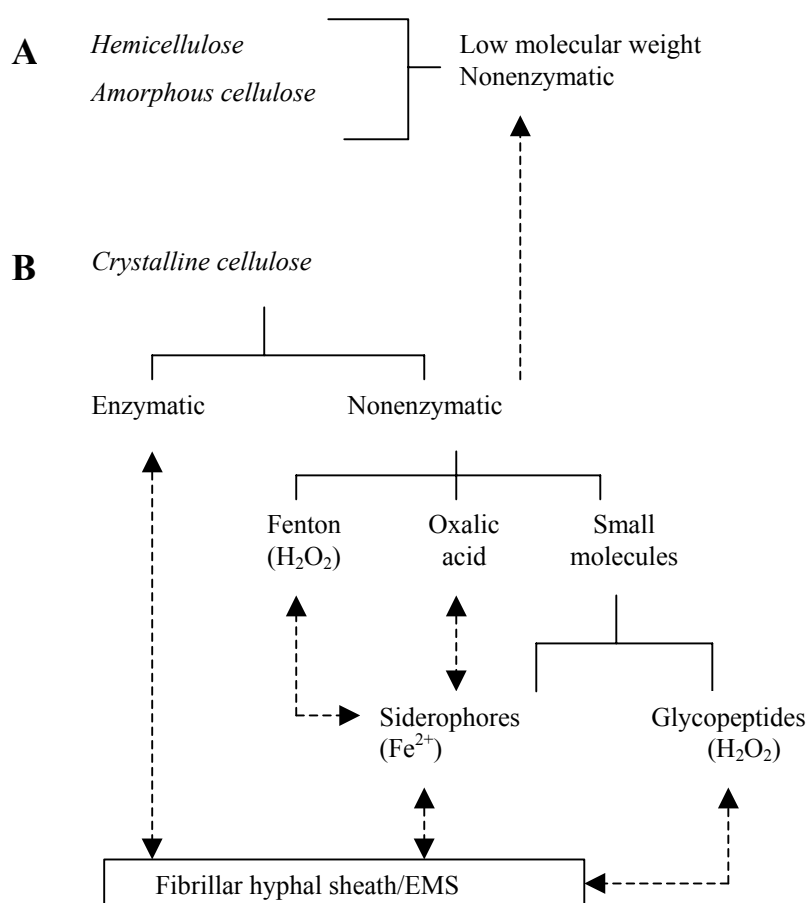 A
Hemicellulose
Amorphous cellulose
Low molecular weight
Nonenzymatic
B
Crystalline cellulose
Enzymatic
Nonenzymatic
Fenton
(H₂O₂)
Oxalic
acid
Small
molecules
Siderophores
(Fe²⁺)
Glycopeptides
(H₂O₂)
Fibrillar hyphal sheath/EMS